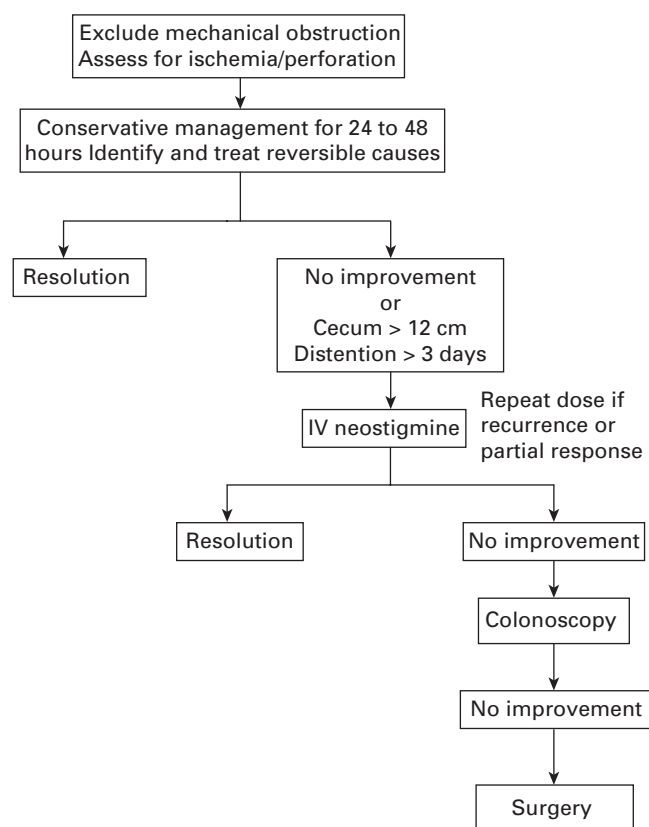 Exclude mechanical obstruction
Assess for ischemia/perforation
Conservative management for 24 to 48
hours Identify and treat reversible causes
Resolution
No improvement
or
Cecum > 12 cm
Distention > 3 days
IV neostigmine
Repeat dose if
recurrence or
partial response
Resolution
No improvement
Colonoscopy
No improvement
Surgery